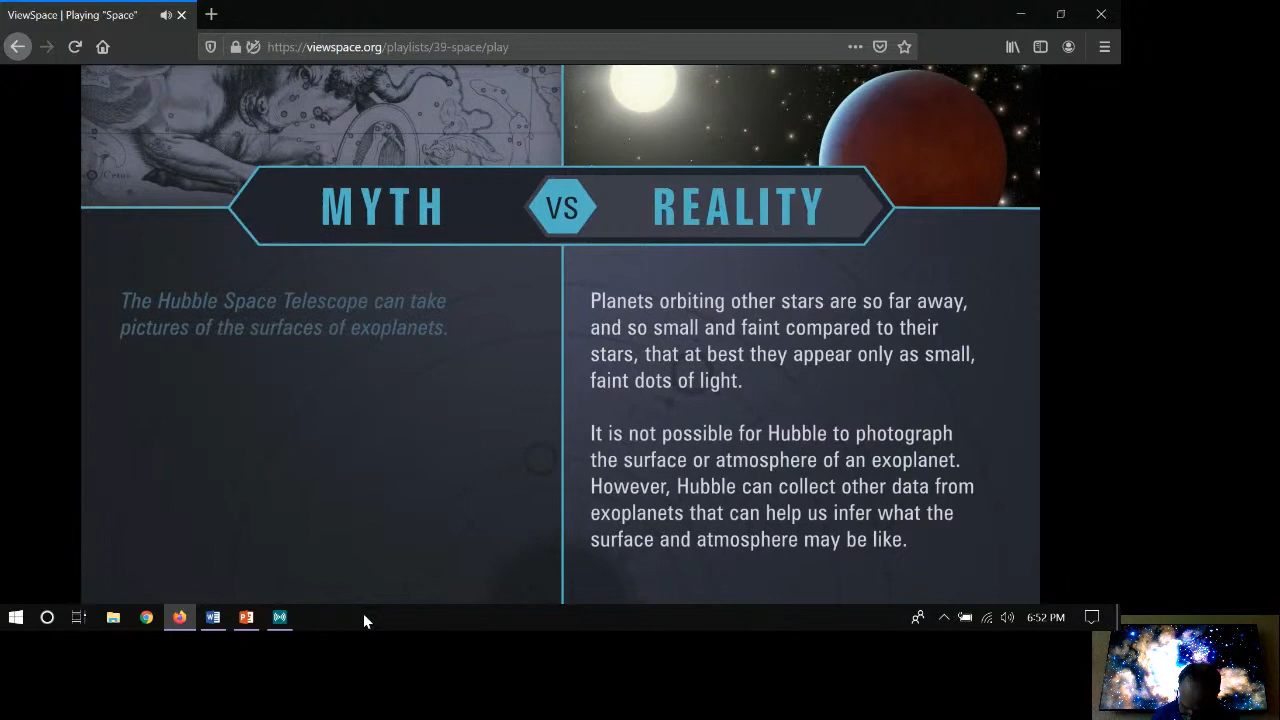 ViewSpace | Playing "Space"
https://viewspace.org/playlists/39-space/play
Cetus
MYTH
VS
REALITY
The Hubble Space Telescope can take
pictures of the surfaces of exoplanets.
Planets orbiting other stars are so far away,
and so small and faint compared to their
stars, that at best they appear only as small,
faint dots of light.
It is not possible for Hubble to photograph
the surface or atmosphere of an exoplanet.
However, Hubble can collect other data from
exoplanets that can help us infer what the
surface and atmosphere may be like.
6:52 PM